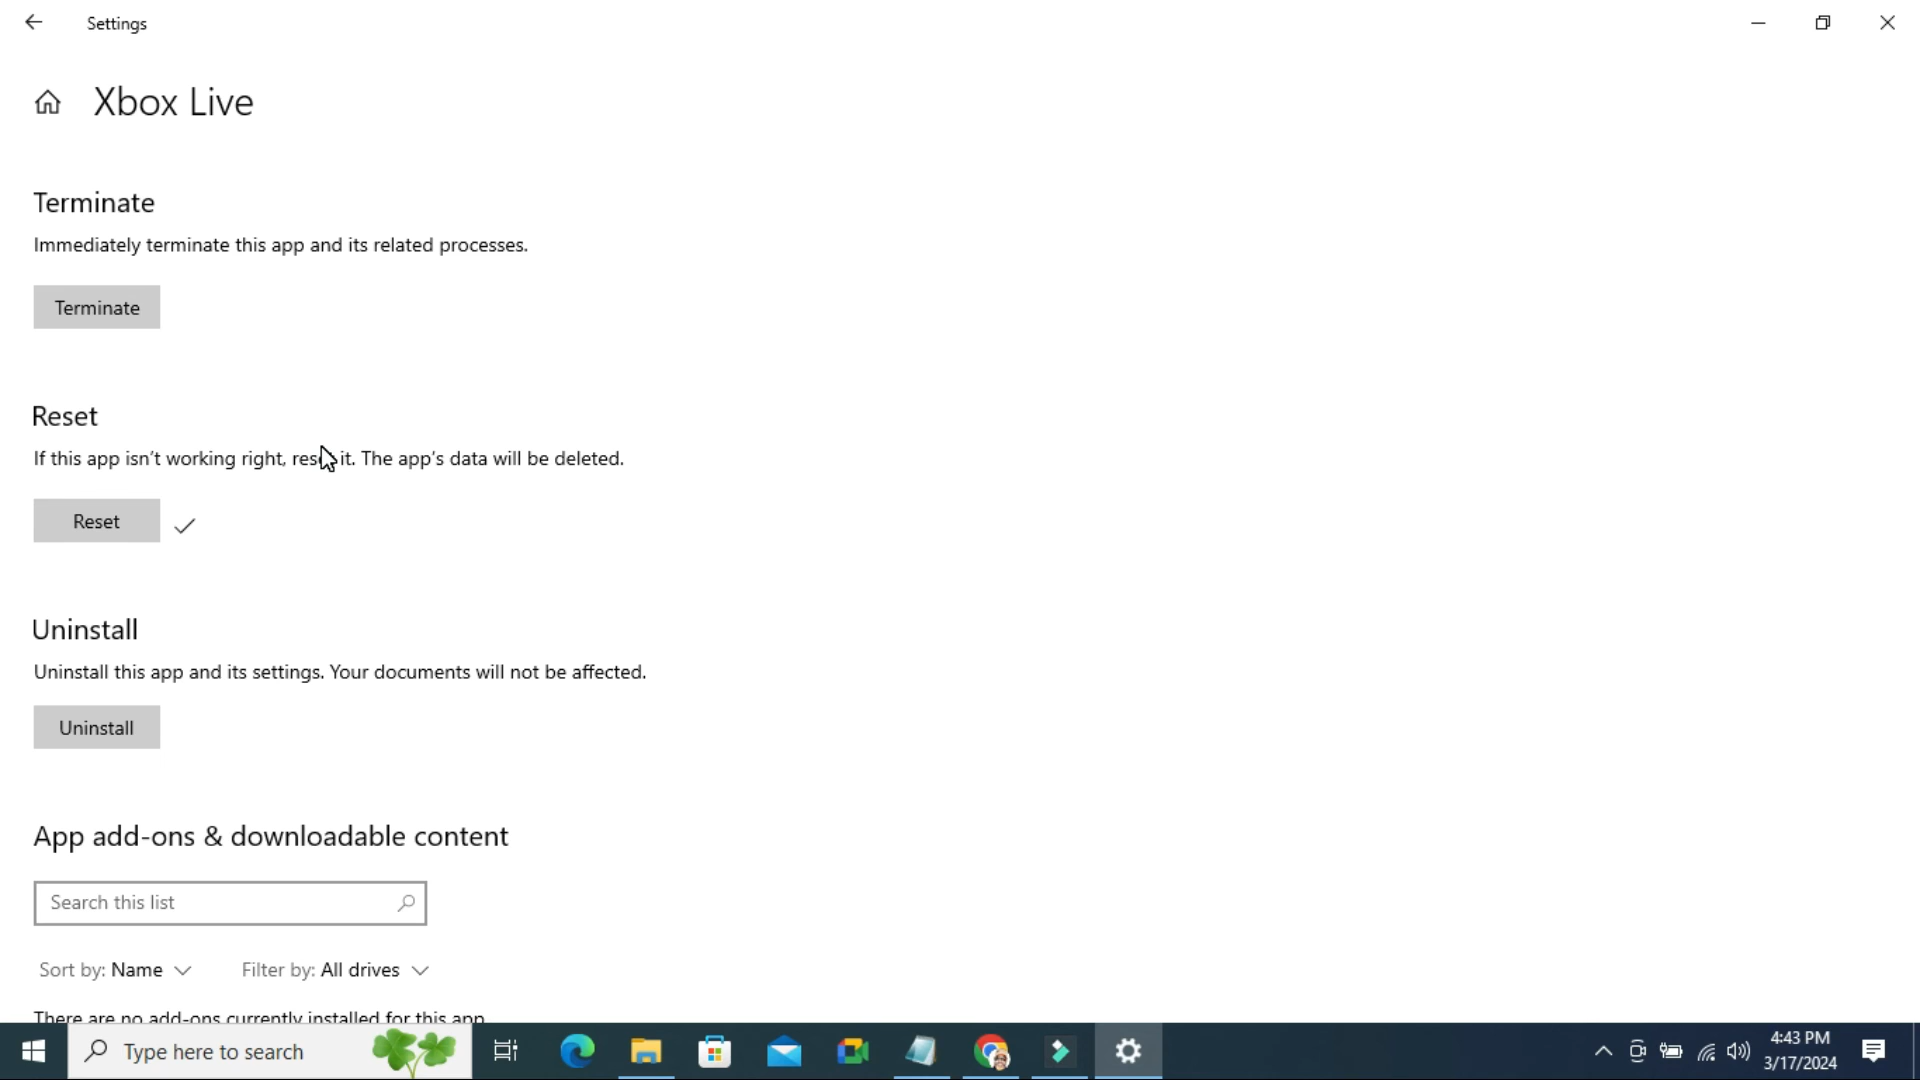 Settings
Xbox Live
Terminate
Immediately terminate this app and its related processes.
Terminate
Reset
If this app isn't working right, reset it. The app's data will be deleted.
Reset
Uninstall
Uninstall this app and its settings. Your documents will not be affected.
Uninstall
App add-ons & downloadable content
Search this list
Sort by: Name Filter by: All drives
There are no add-ons currently installed for this app
Type here to search
4:43 PM
3/17/2024